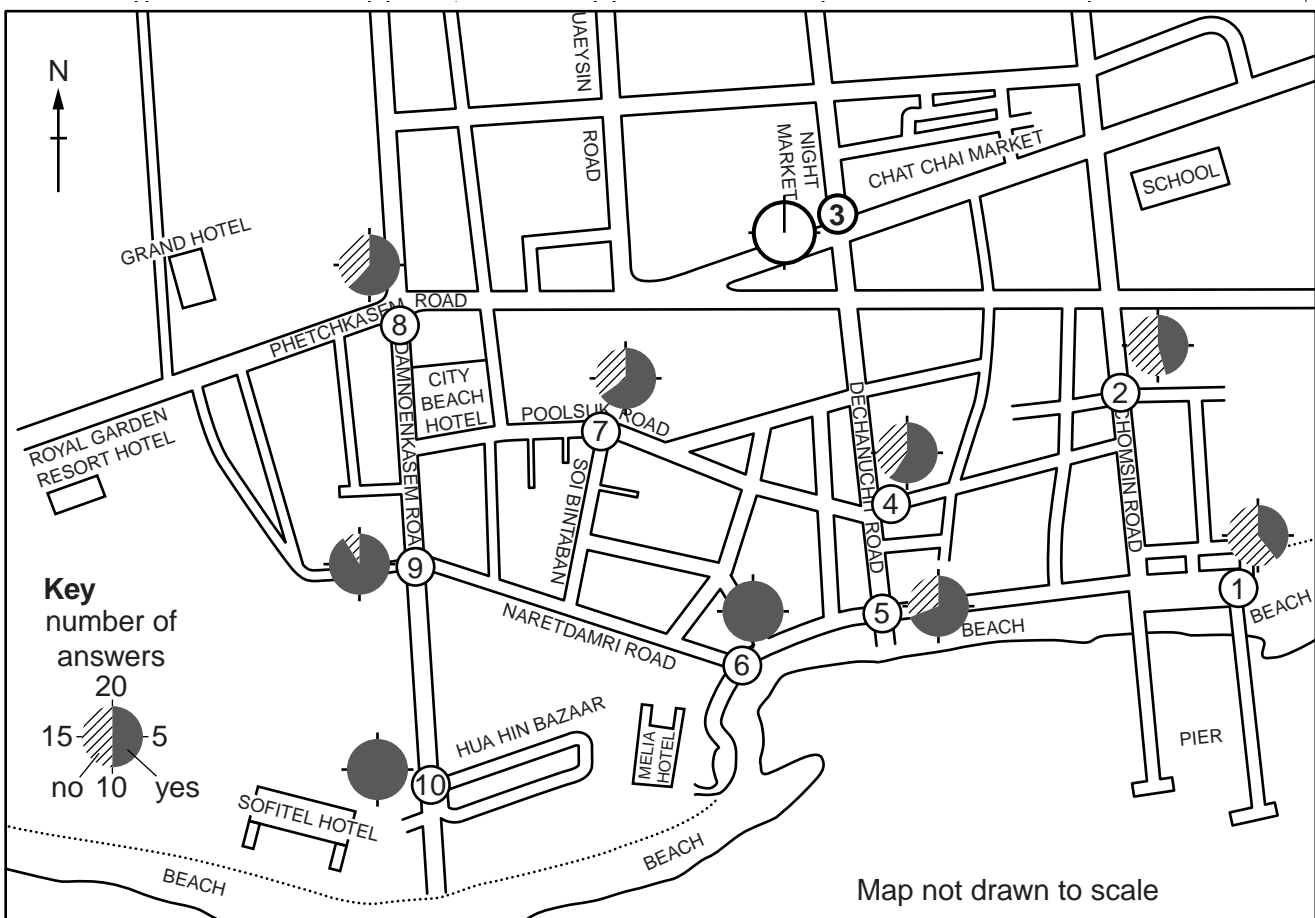 N
UAEYSIN
ROAD
NIGHT
MARKET
CHAT CHAI MARKET
SCHOOL
3
GRAND HOTEL
PHETCHKASEM ROAD
8
DAMNOENKASEM ROA
CITY
BEACH
HOTEL
POOLSUK ROAD
7
DECHANUCHIT ROAD
2
CHOMSIN ROAD
ROYAL GARDEN
RESORT HOTEL
SOI BINTABAN
4
9
1
BEACH
5
BEACH
NARETDAMRI ROAD
6
Key
number of
answers
20
15
5
no 10 yes
HUA HIN BAZAAR
MELIA
HOTEL
PIER
10
SOFITEL HOTEL
BEACH
BEACH
Map not drawn to scale